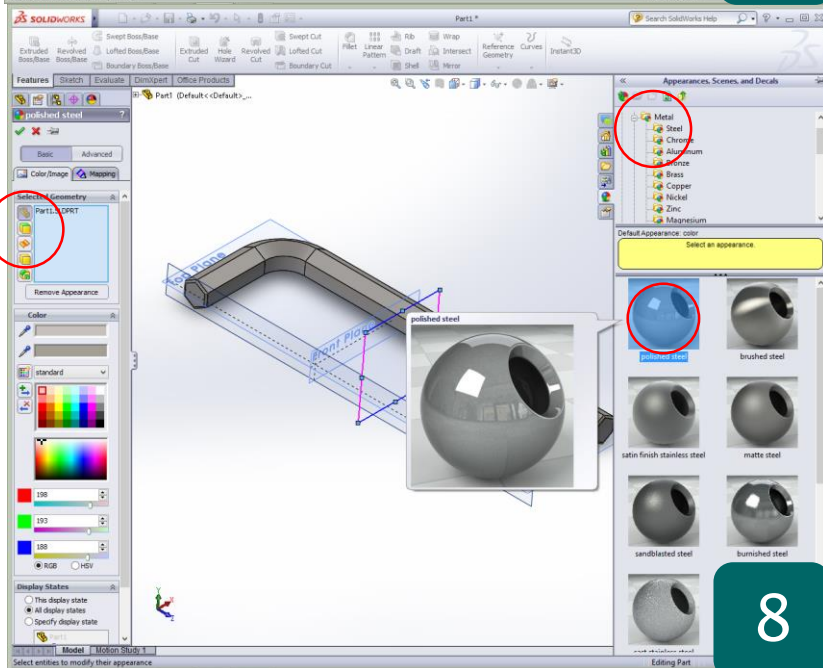 SOLIDWORKS
Part1 *
Search SolidWorks Help
Extruded Boss/Base
Revolved Boss/Base
Swept Boss/Base
Lofted Boss/Base
Boundary Boss/Base
Extruded Cut
Hole Wizard
Revolved Cut
Swept Cut
Lofted Cut
Boundary Cut
Fillet
Linear Pattern
Rib
Draft
Shell
Wrap
Intersect
Mirror
Reference Geometry
Curves
Instant3D
Features
Sketch
Evaluate
DimXpert
Office Products
Part1 (Default<<Default>_...
polished steel
?
Basic
Advanced
Color/Image
Mapping
Selected Geometry
Part1.SLDPRT
Remove Appearance
Color
standard
198
193
188
RGB
HSV
Display States
This display state
All display states
Specify display state
Part1
Top Plane
Front Plane
polished steel
Appearances, Scenes, and Decals
Metal
Steel
Chrome
Aluminum
Bronze
Brass
Copper
Nickel
Zinc
Magnesium
Default Appearance: color
Select an appearance.
polished steel
brushed steel
satin finish stainless steel
matte steel
sandblasted steel
burnished steel
cast stainless steel
Model
Motion Study 1
Select entities to modify their appearance
Editing Part
8